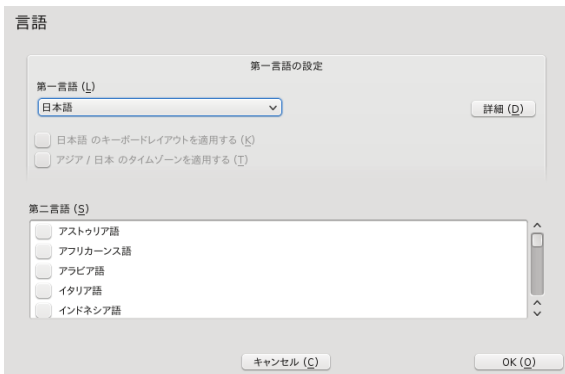 言語
第一言語の設定
第一言語 (L)
日本語
詳細 (D)
日本語 のキーボードレイアウトを適用する (K)
アジア / 日本 のタイムゾーンを適用する (T)
第二言語 (S)
アストゥリア語
アフリカーンス語
アラビア語
イタリア語
インドネシア語
キャンセル (C)
OK (O)